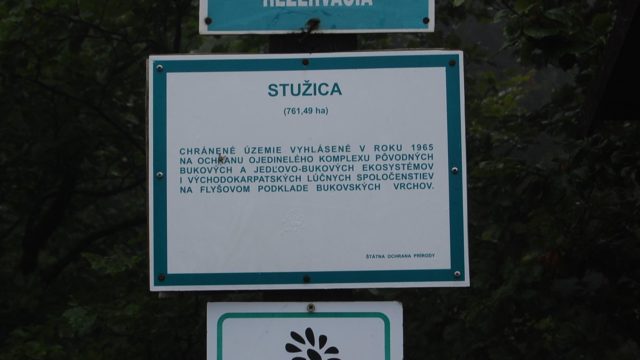 REZERVÁCIA
STUŽICA
(761,49 ha)
CHRÁNENÉ ÚZEMIE VYHLÁSENÉ V ROKU 1965
NA OCHRANU OJEDINELÉHO KOMPLEXU PÔVODNÝCH
BUKOVÝCH A JEDĽOVO-BUKOVÝCH EKOSYSTÉMOV
I VÝCHODOKARPATSKÝCH LÚČNYCH SPOLOČENSTIEV
NA FLYŠOVOM PODKLADE BUKOVSKÝCH VRCHOV.
ŠTÁTNA OCHRANA PRÍRODY